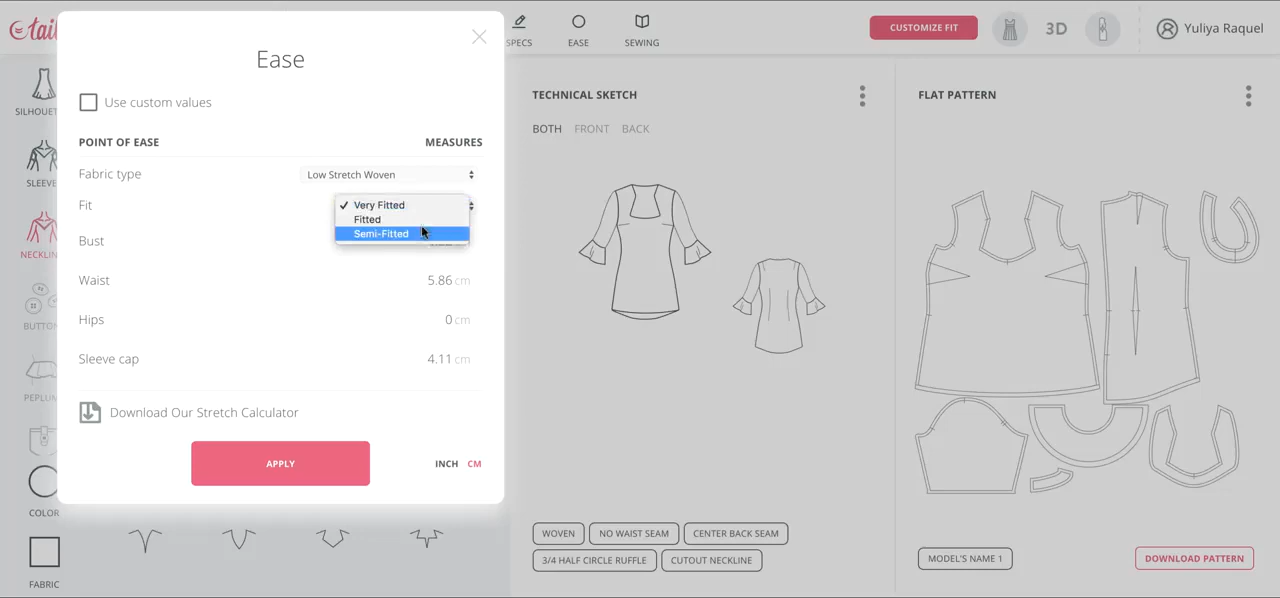 SPECS
EASE
SEWING
CUSTOMIZE FIT
3D
Yuliya Raquel
Ease
Use custom values
POINT OF EASE
MEASURES
Fabric type
Low Stretch Woven
Fit
✓ Very Fitted
Fitted
Semi-Fitted
Bust
Waist
5.86 cm
Hips
0 cm
Sleeve cap
4.11 cm
Download Our Stretch Calculator
APPLY
INCH CM
SLEEVE
COLOR
FABRIC
TECHNICAL SKETCH
BOTH FRONT BACK
WOVEN
NO WAIST SEAM
CENTER BACK SEAM
3/4 HALF CIRCLE RUFFLE
CUTOUT NECKLINE
FLAT PATTERN
MODEL'S NAME 1
DOWNLOAD PATTERN